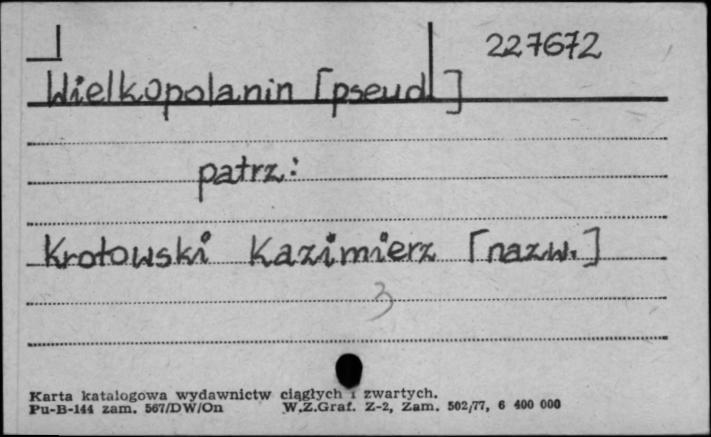 227672
Wielkopolanin [pseud]
patrz:
Krotowski Kazimierz [nazw.]
3
Karta katalogowa wydawnictw ciągłych i zwartych.
Pu-B-144 zam. 567/DW/On W.Z.Graf. Z-2, Zam. 502/77, 6 400 000